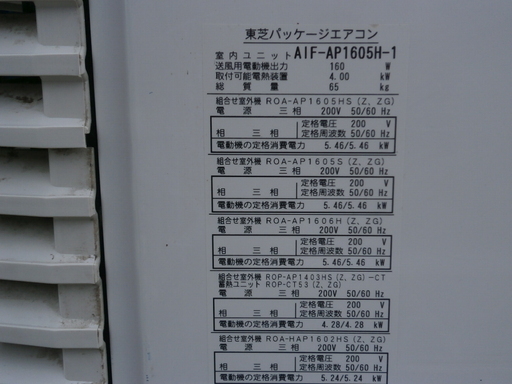 東芝パッケージエアコン
室内ユニット AIF-AP1605H-1
送風用電動機出力 160 W
取付可能電熱装置 4.00 kW
総質量 65 kg
組合せ室外機 ROA-AP1605HS (Z, ZG)
電源 三相 200V 50/60 Hz
相 三相 定格電圧 200 V
定格周波数 50/60 Hz
電動機の定格消費電力 5.46/5.46 kW
組合せ室外機 ROA-AP1605S (Z, ZG)
電源 三相 200V 50/60 Hz
相 三相 定格電圧 200 V
定格周波数 50/60 Hz
電動機の定格消費電力 5.46/5.46 kW
組合せ室外機 ROA-AP1606H (Z, ZG)
電源 三相 200V 50/60 Hz
相 三相 定格電圧 200 V
定格周波数 50/60 Hz
電動機の定格消費電力 5.46/5.46 kW
組合せ室外機 ROP-AP1403HS (Z, ZG) -CT
蓄熱ユニット ROP-CT53 (Z, ZG)
電源 三相 200V 50/60 Hz
相 三相 定格電圧 200 V
定格周波数 50/60 Hz
電動機の定格消費電力 4.28/4.28 kW
組合せ室外機 ROA-HAP1602HS (Z, ZG)
電源 三相 200V 50/60 Hz
相 三相 定格電圧 200 V
定格周波数 50/60 Hz
電動機の定格消費電力 5.24/5.24 kW